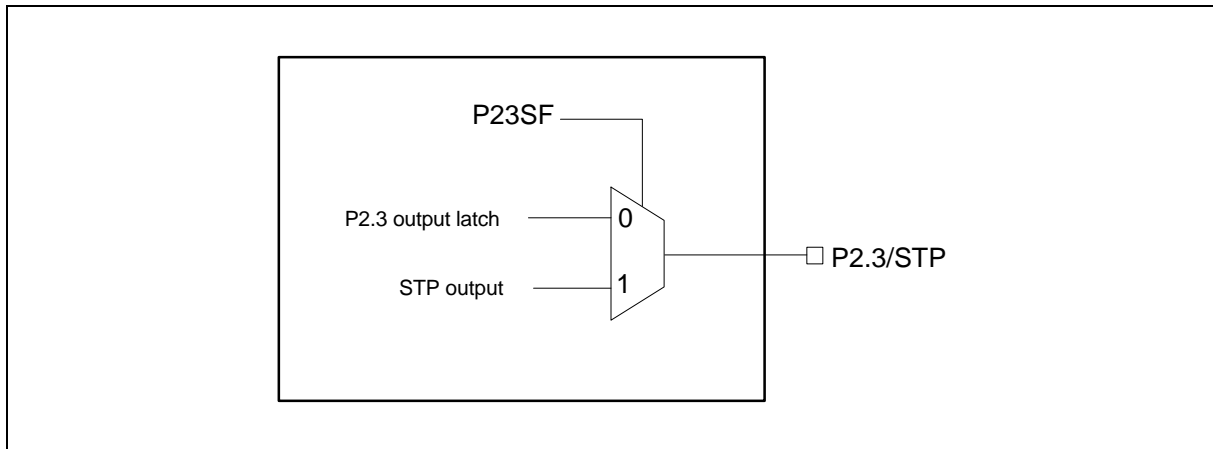 P23SF
P2.3 output latch
0
STP output
1
P2.3/STP